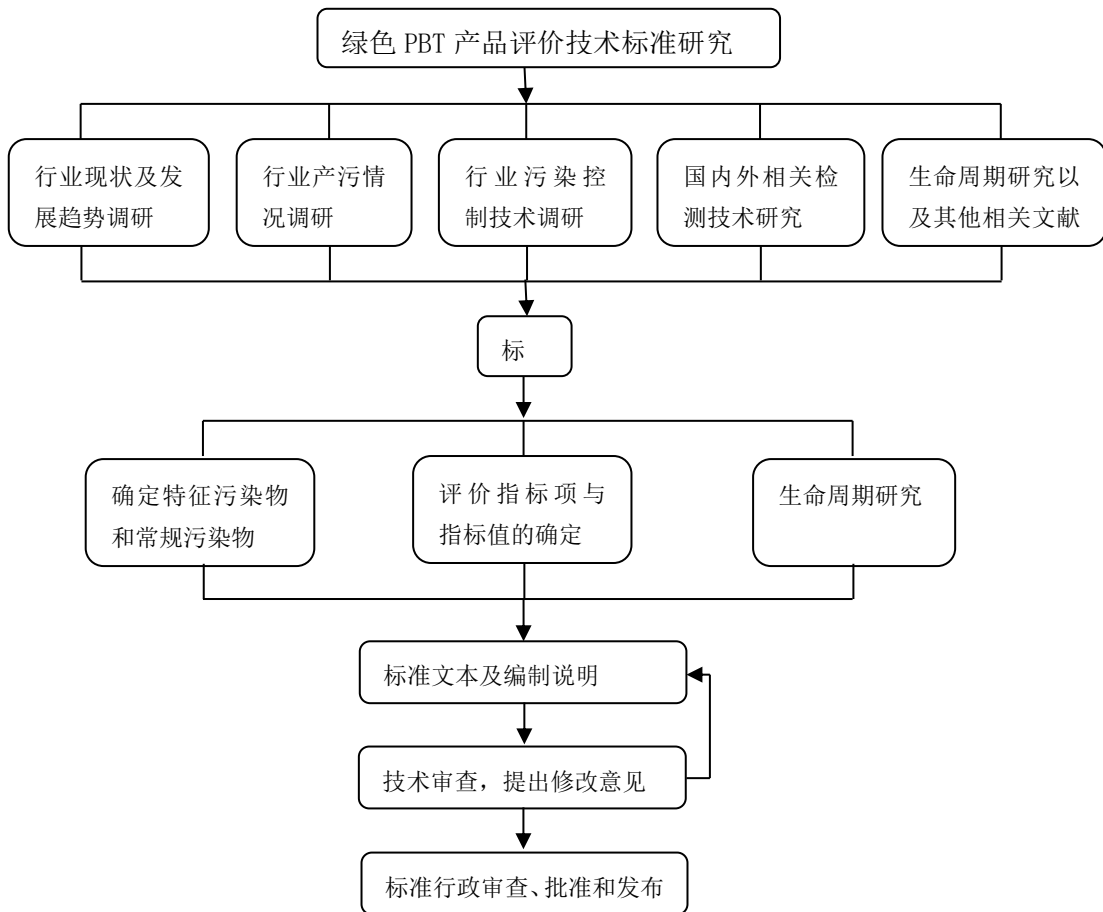 绿色 PBT 产品评价技术标准研究
行业现状及发
展趋势调研
行业产污情
况调研
行业污染控
制技术调研
国内外相关检
测技术研究
生命周期研究以
及其他相关文献
标
确定特征污染物
和常规污染物
评价指标项与
指标值的确定
生命周期研究
标准文本及编制说明
技术审查，提出修改意见
标准行政审查、批准和发布